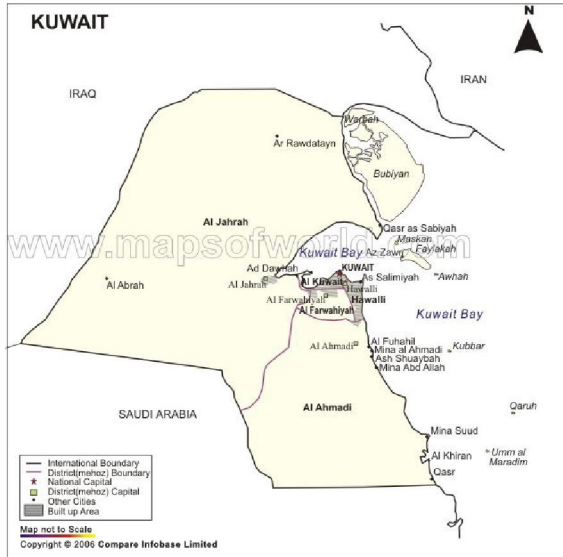 KUWAIT
N
IRAQ
IRAN
Warbah
Ar Rawdatayn
Bubiyan
Al Jahrah
Qasr as Sabiyah
Maskan
Faylakah
www.mapsofworld.com
Kuwait Bay
Az Zawr
Ad Dawhah
KUWAIT
Awhah
Al Abrah
Al Jahrah
Al Kuwait
As Salimiyah
Hawalli
Hawalli
Al Farwahiyah
Al Farwahiyah
Kuwait Bay
Al Fuhahil
Al Ahmadi
Mina al Ahmadi
Kubbar
Ash Shuaybah
Mina Abd Allah
SAUDI ARABIA
Al Ahmadi
Qaruh
Mina Suud
Al Khiran
Umm al
Maradim
Qasr
International Boundary
District(mehoz) Boundary
National Capital
District(mehoz) Capital
Other Cities
Built up Area
Map not to Scale
Copyright © 2006 Compare Infobase Limited